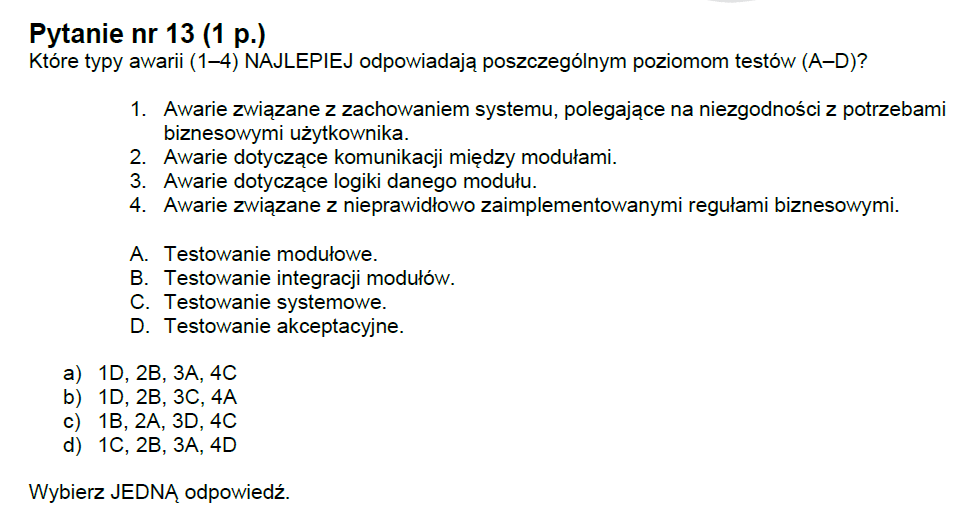 Pytanie nr 13 (1 p.)
Które typy awarii (1–4) NAJLEPIEJ odpowiadają poszczególnym poziomom testów (A–D)?
1. Awarie związane z zachowaniem systemu, polegające na niezgodności z potrzebami
biznesowymi użytkownika.
2. Awarie dotyczące komunikacji między modułami.
3. Awarie dotyczące logiki danego modułu.
4. Awarie związane z nieprawidłowo zaimplementowanymi regułami biznesowymi.
A. Testowanie modułowe.
B. Testowanie integracji modułów.
C. Testowanie systemowe.
D. Testowanie akceptacyjne.
a) 1D, 2B, 3A, 4C
b) 1D, 2B, 3C, 4A
c) 1B, 2A, 3D, 4C
d) 1C, 2B, 3A, 4D
Wybierz JEDNĄ odpowiedź.